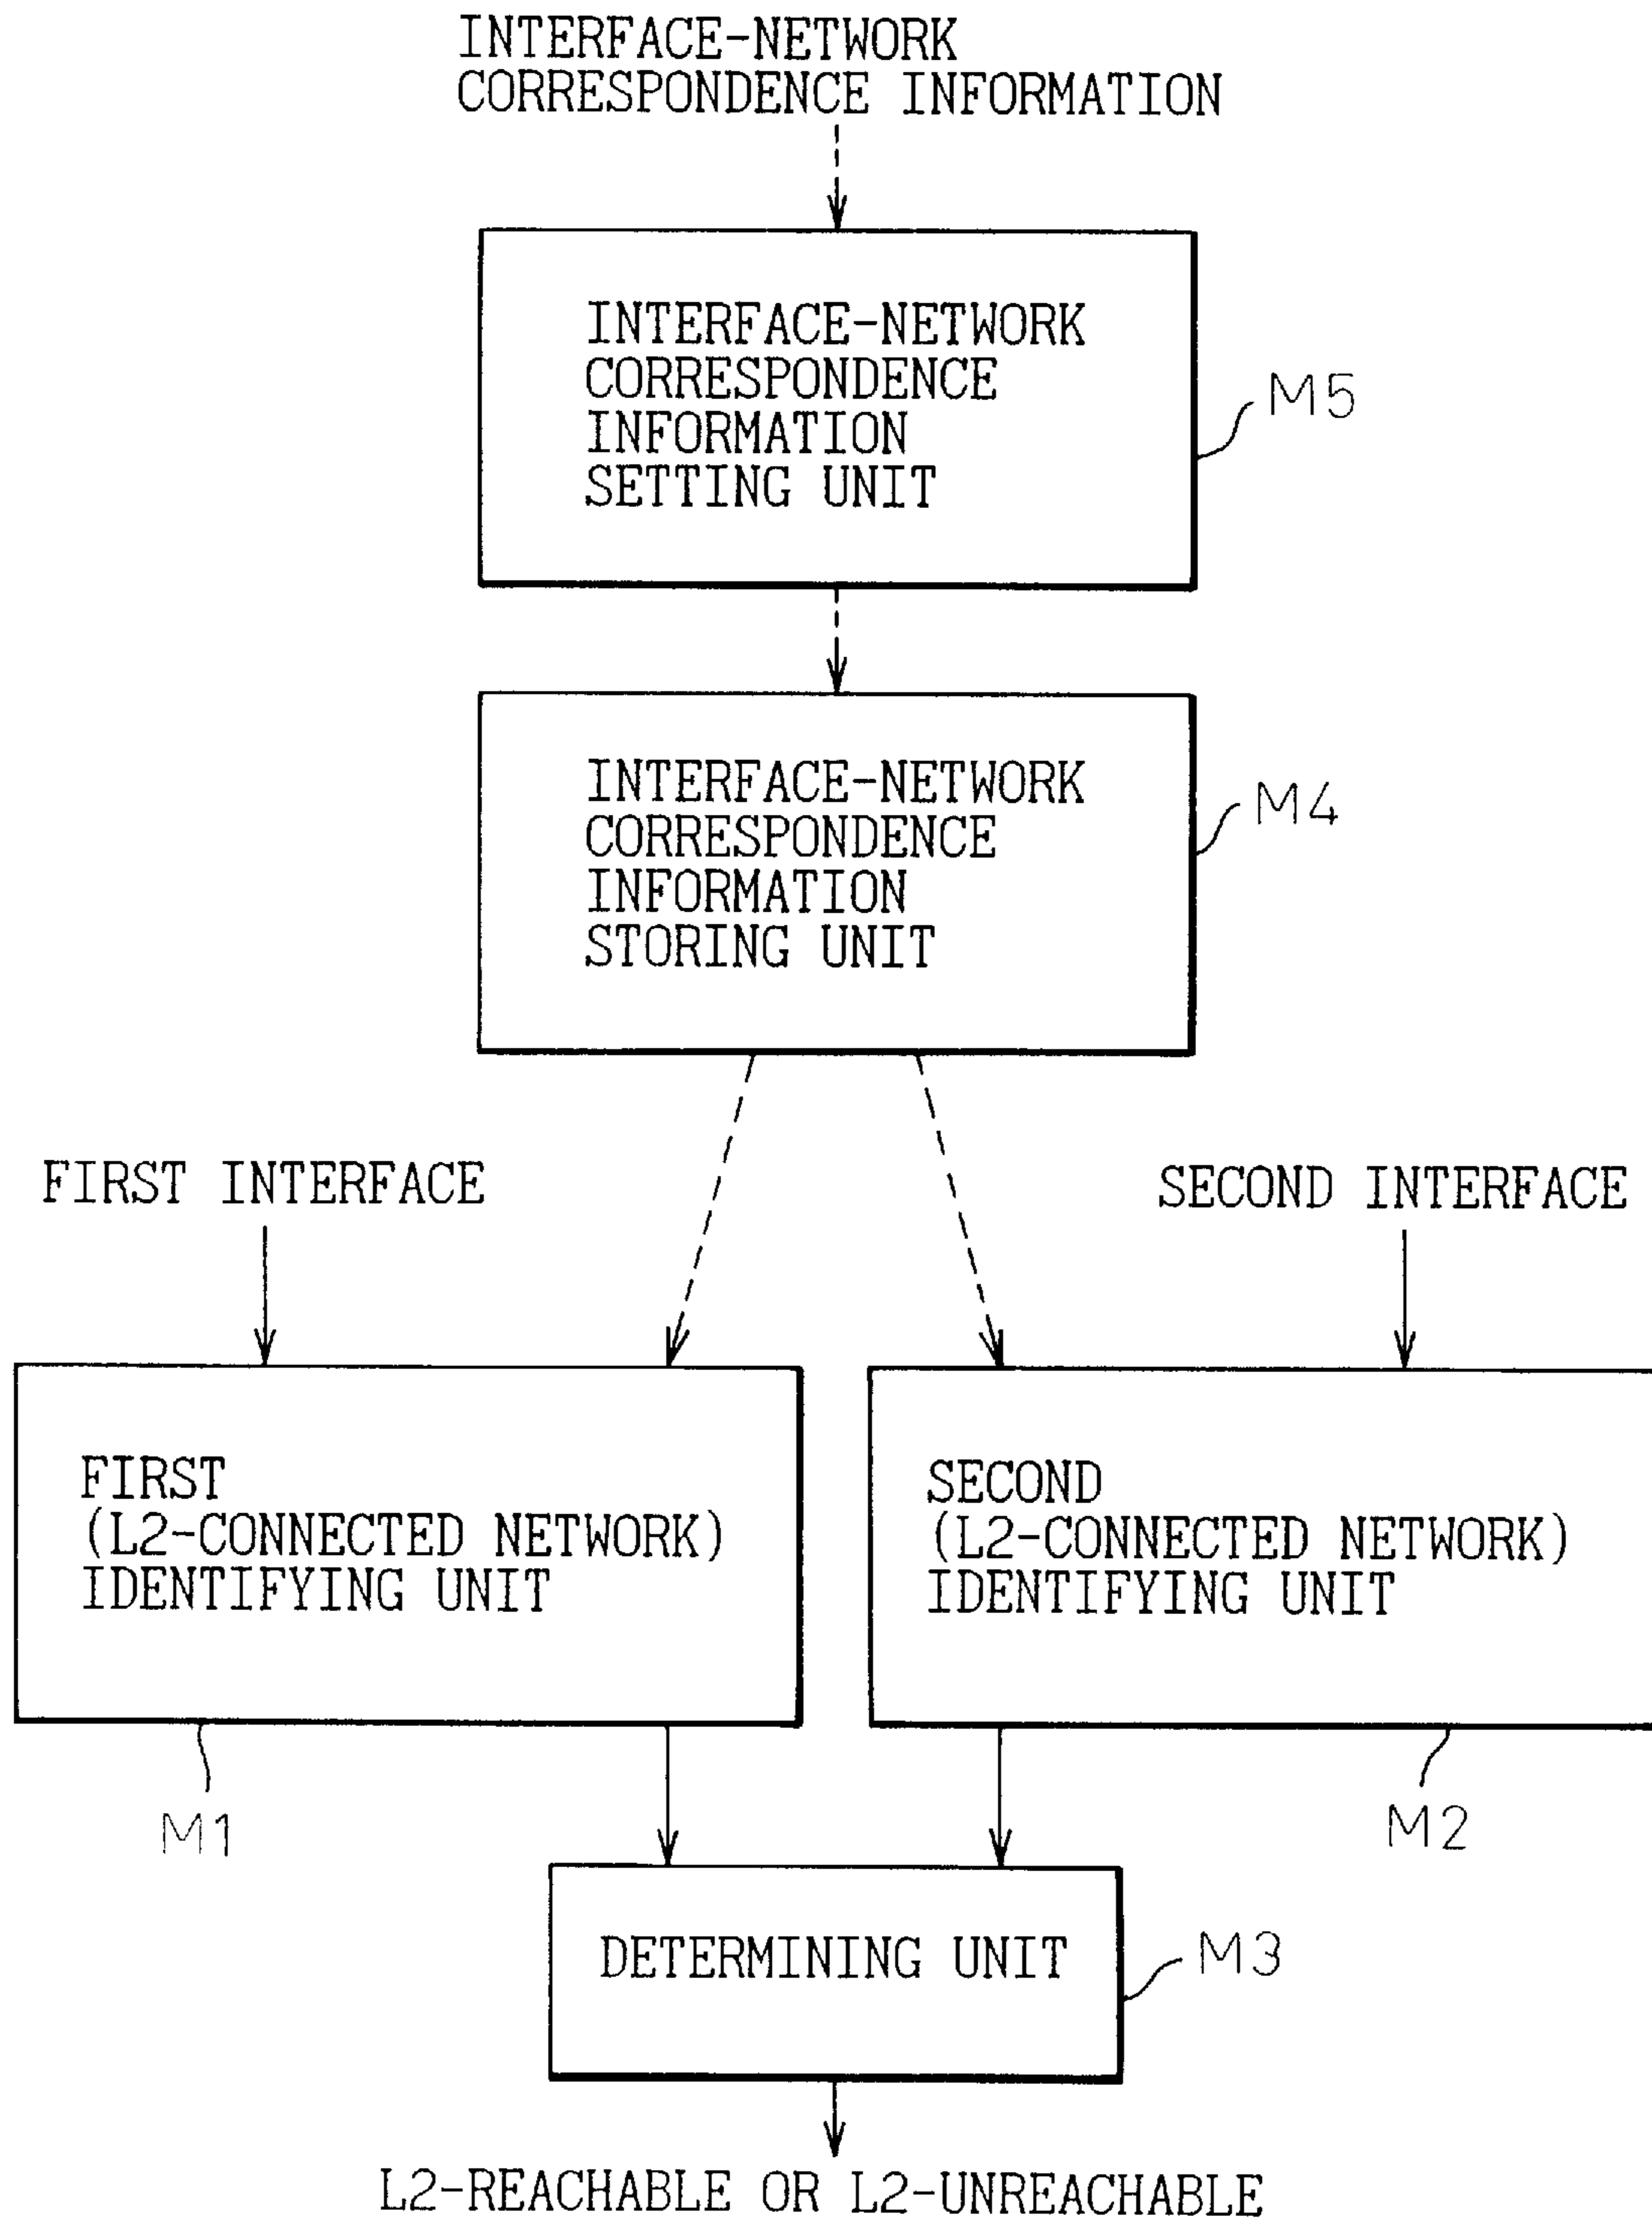 INTERFACE-NETWORK
CORRESPONDENCE INFORMATION
INTERFACE-NETWORK
CORRESPONDENCE
INFORMATION
SETTING UNIT
M5
INTERFACE-NETWORK
CORRESPONDENCE
INFORMATION
STORING UNIT
M4
FIRST INTERFACE
SECOND INTERFACE
FIRST
(L2-CONNECTED NETWORK)
IDENTIFYING UNIT
SECOND
(L2-CONNECTED NETWORK)
IDENTIFYING UNIT
M1
M2
DETERMINING UNIT
M3
L2-REACHABLE OR L2-UNREACHABLE